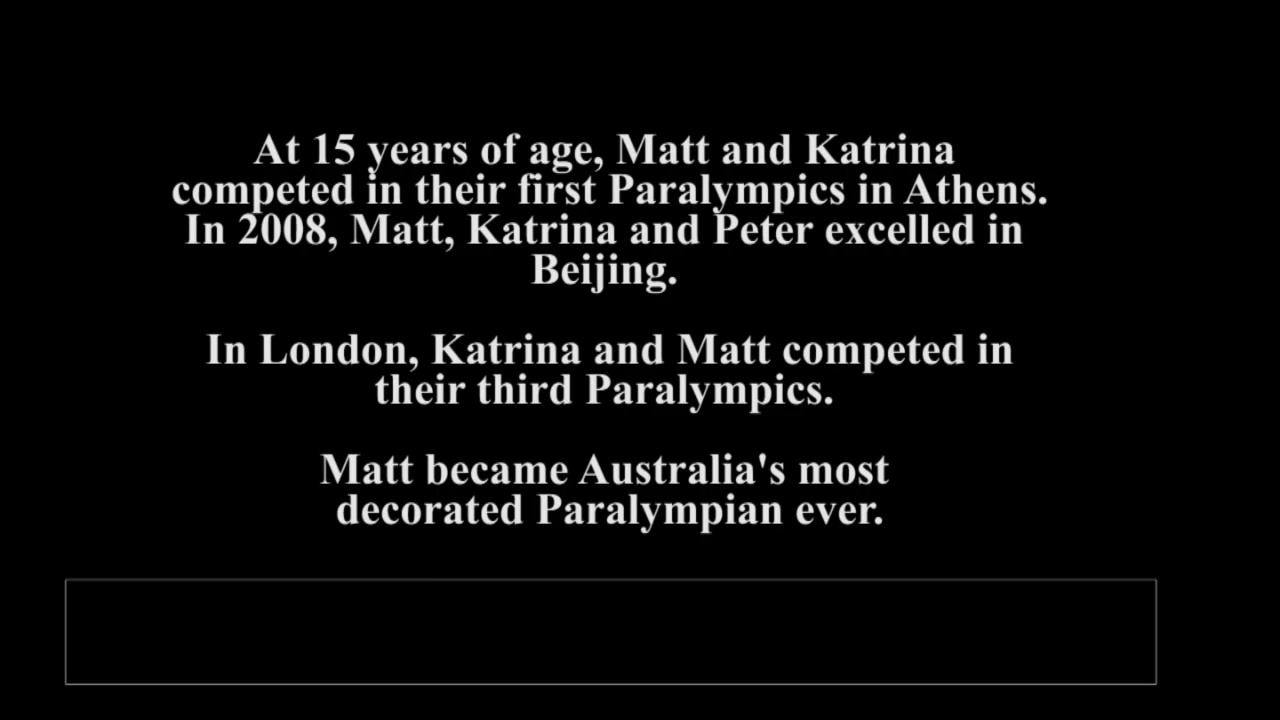 At 15 years of age, Matt and Katrina
competed in their first Paralympics in Athens.
In 2008, Matt, Katrina and Peter excelled in
Beijing.
In London, Katrina and Matt competed in
their third Paralympics.
Matt became Australia's most
decorated Paralympian ever.